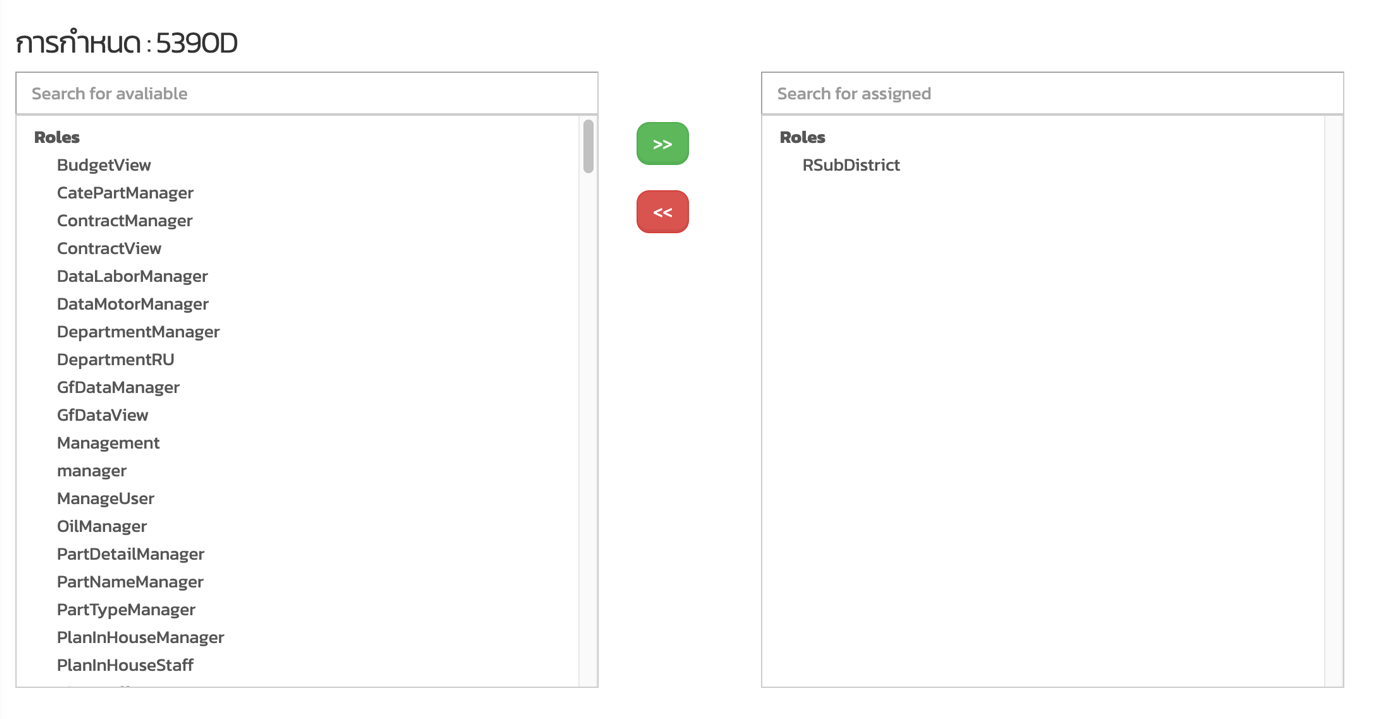 การกำหนด : 5390D
Search for avaliable
Roles
BudgetView
CatePartManager
ContractManager
ContractView
DataLaborManager
DataMotorManager
DepartmentManager
DepartmentRU
GfDataManager
GfDataView
Management
manager
ManageUser
OilManager
PartDetailManager
PartNameManager
PartTypeManager
PlanInHouseManager
PlanInHouseStaff
>>
<<
Search for assigned
Roles
RSubDistrict